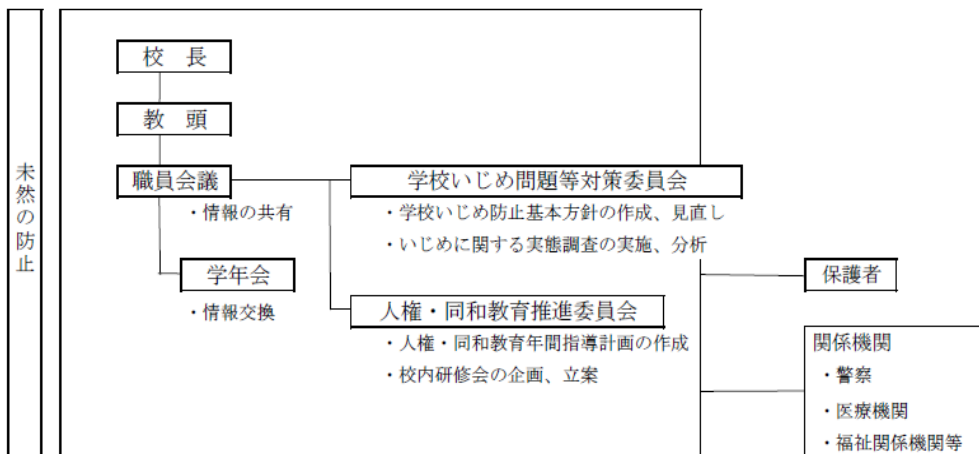 未然の防止
校　長
教　頭
職員会議
・情報の共有
学年会
・情報交換
学校いじめ問題等対策委員会
・学校いじめ防止基本方針の作成、見直し
・いじめに関する実態調査の実施、分析
人権・同和教育推進委員会
・人権・同和教育年間指導計画の作成
・校内研修会の企画、立案
保護者
関係機関
・警察
・医療機関
・福祉関係機関等